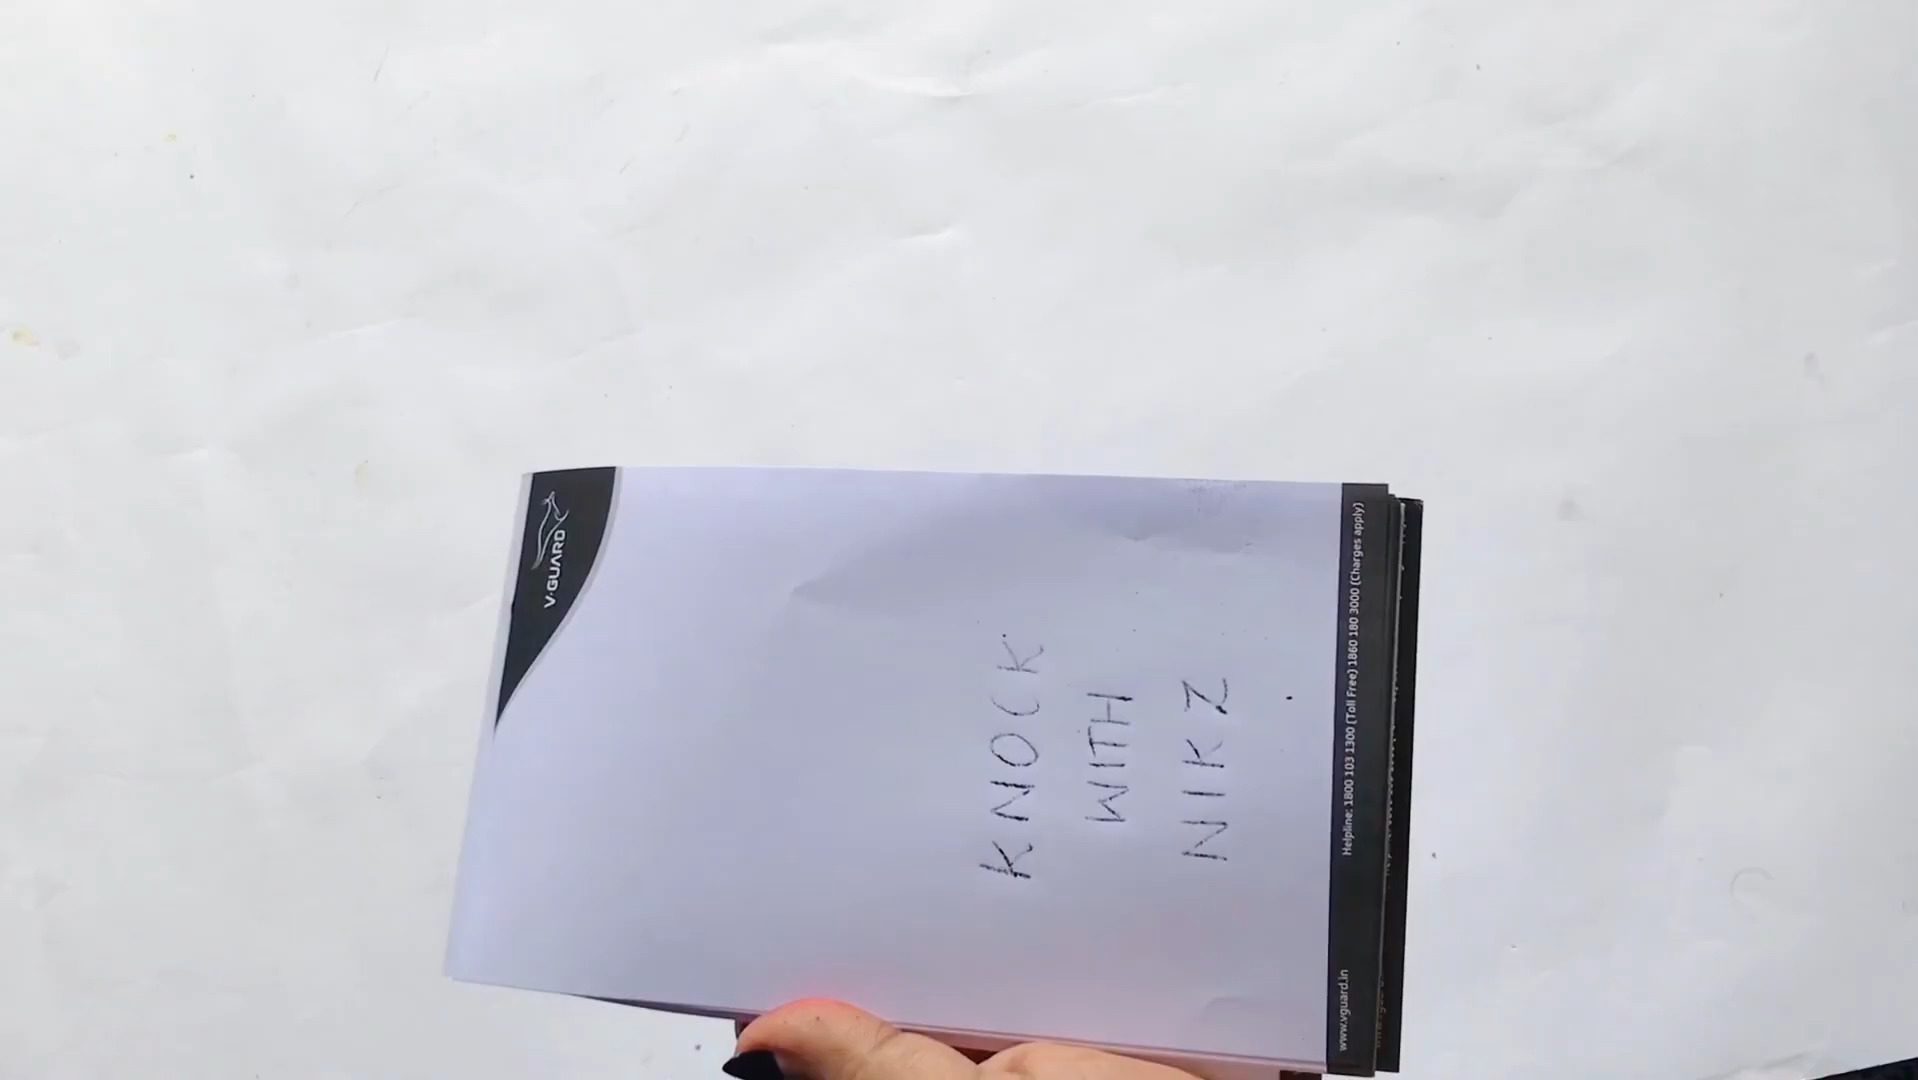 V-GUARD
KNOCK
WITH
NIKZ
www.vguard.in
Helpline: 1800 103 1300 (Toll Free) 1860 180 3000 (Charges apply)